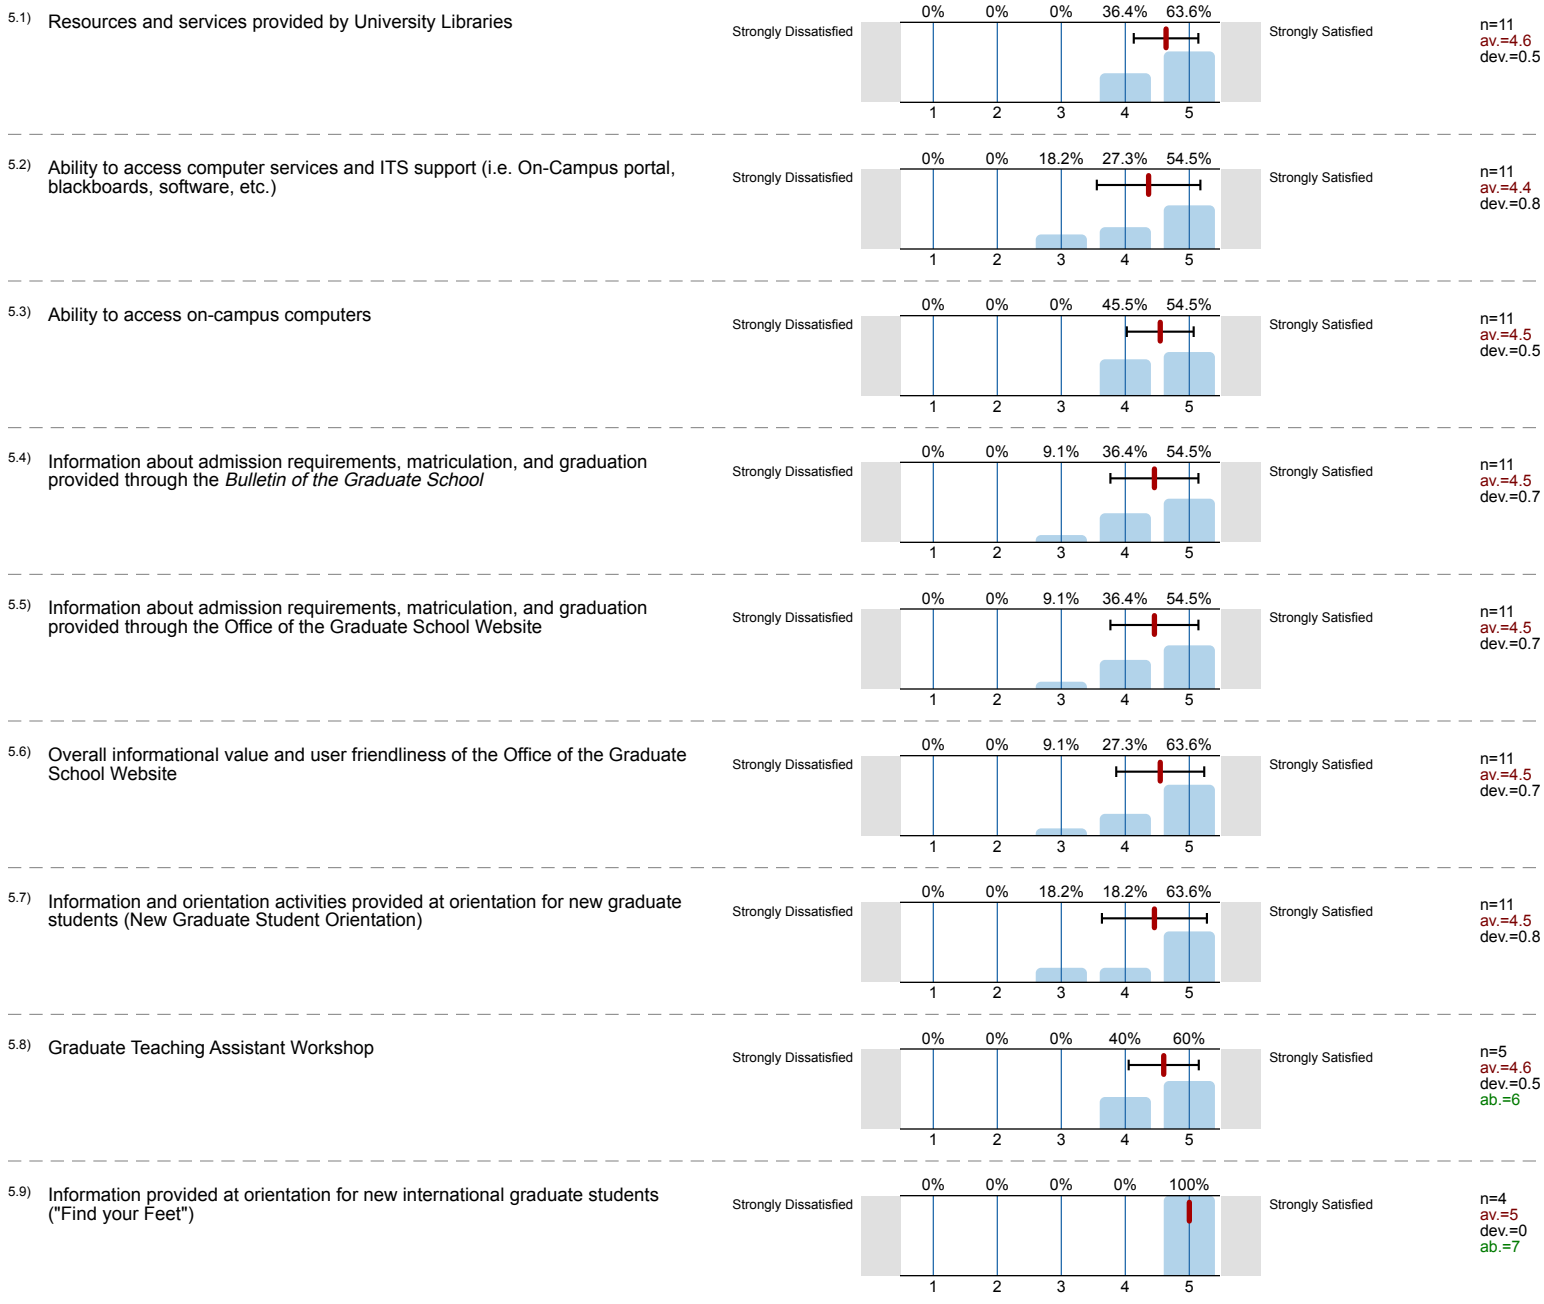 5.1) Resources and services provided by University Libraries
Strongly Dissatisfied
0% 0% 0% 36.4% 63.6%
1 2 3 4 5
Strongly Satisfied
n=11
av.=4.6
dev.=0.5
5.2) Ability to access computer services and ITS support (i.e. On-Campus portal,
blackboards, software, etc.)
Strongly Dissatisfied
0% 0% 18.2% 27.3% 54.5%
1 2 3 4 5
Strongly Satisfied
n=11
av.=4.4
dev.=0.8
5.3) Ability to access on-campus computers
Strongly Dissatisfied
0% 0% 0% 45.5% 54.5%
1 2 3 4 5
Strongly Satisfied
n=11
av.=4.5
dev.=0.5
5.4) Information about admission requirements, matriculation, and graduation
provided through the Bulletin of the Graduate School
Strongly Dissatisfied
0% 0% 9.1% 36.4% 54.5%
1 2 3 4 5
Strongly Satisfied
n=11
av.=4.5
dev.=0.7
5.5) Information about admission requirements, matriculation, and graduation
provided through the Office of the Graduate School Website
Strongly Dissatisfied
0% 0% 9.1% 36.4% 54.5%
1 2 3 4 5
Strongly Satisfied
n=11
av.=4.5
dev.=0.7
5.6) Overall informational value and user friendliness of the Office of the Graduate
School Website
Strongly Dissatisfied
0% 0% 9.1% 27.3% 63.6%
1 2 3 4 5
Strongly Satisfied
n=11
av.=4.5
dev.=0.7
5.7) Information and orientation activities provided at orientation for new graduate
students (New Graduate Student Orientation)
Strongly Dissatisfied
0% 0% 18.2% 18.2% 63.6%
1 2 3 4 5
Strongly Satisfied
n=11
av.=4.5
dev.=0.8
5.8) Graduate Teaching Assistant Workshop
Strongly Dissatisfied
0% 0% 0% 40% 60%
1 2 3 4 5
Strongly Satisfied
n=5
av.=4.6
dev.=0.5
ab.=6
5.9) Information provided at orientation for new international graduate students
("Find your Feet")
Strongly Dissatisfied
0% 0% 0% 0% 100%
1 2 3 4 5
Strongly Satisfied
n=4
av.=5
dev.=0
ab.=7